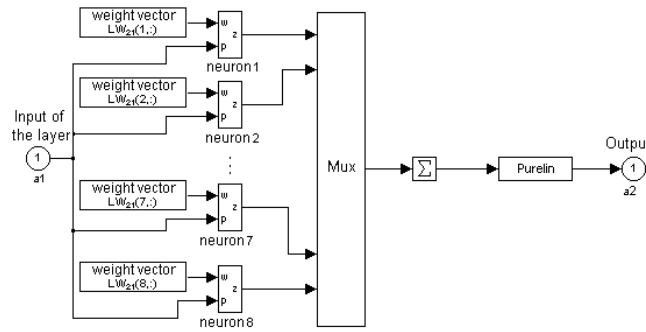 weight vector
LW21(1,:)
w
z
p
neuron1
weight vector
LW21(2,:)
w
z
p
neuron2
Input of
the layer
1
a1
⋮
weight vector
LW21(7,:)
w
z
p
neuron7
weight vector
LW21(8,:)
w
z
p
neuron8
Mux
Σ
Purelin
Outpu
1
a2